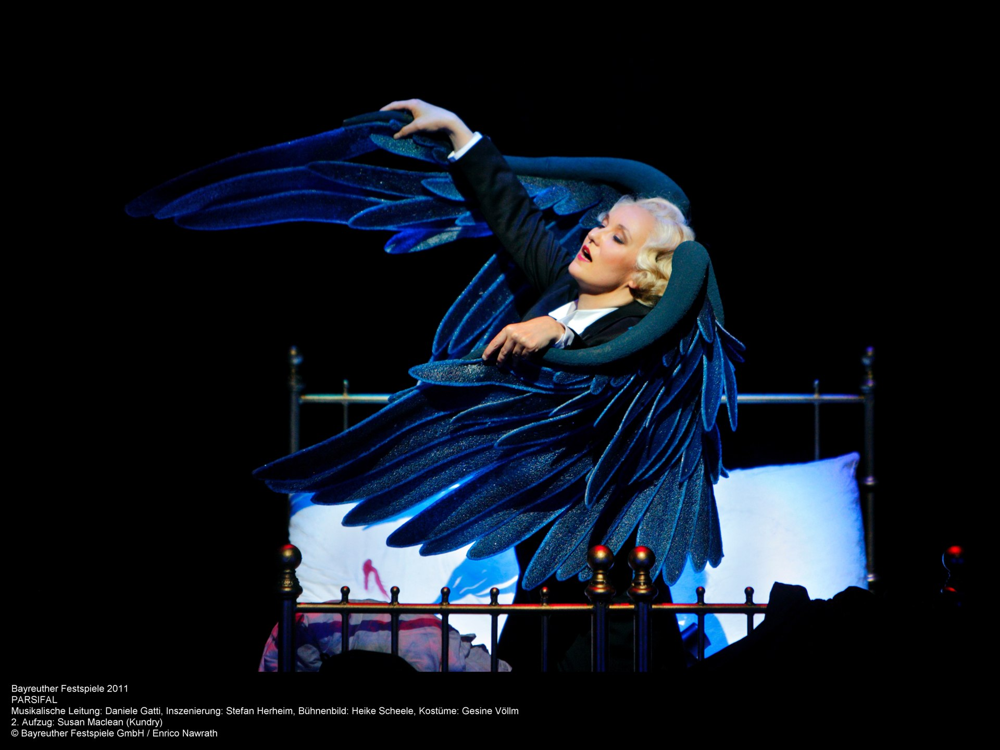 Bayreuther Festspiele 2011
PARSIFAL
Musikalische Leitung: Daniele Gatti, Inszenierung: Stefan Herheim, Bühnenbild: Heike Scheele, Kostüme: Gesine Völlm
2. Aufzug: Susan Maclean (Kundry)
© Bayreuther Festspiele GmbH / Enrico Nawrath